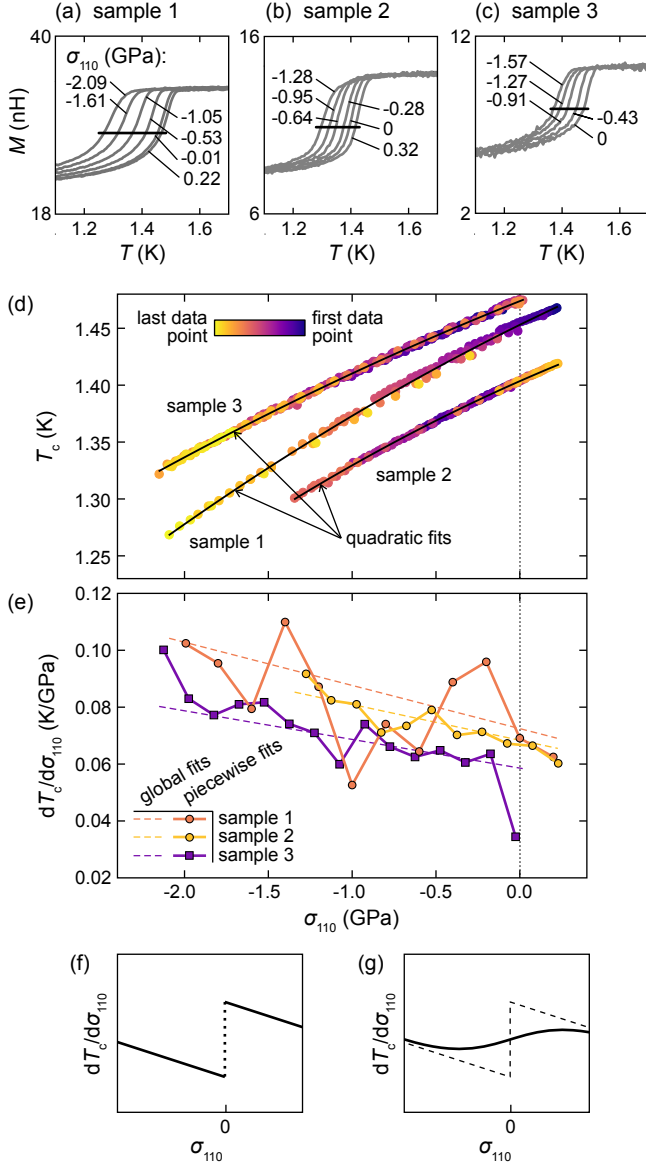 (a) sample 1
(b) sample 2
(c) sample 3
40
18
M (nH)
σ110 (GPa):
-2.09
-1.61
-1.05
-0.53
-0.01
0.22
1.2 1.4 1.6
T (K)
16
6
-1.28
-0.95
-0.64
-0.28
0
0.32
1.2 1.4 1.6
T (K)
12
2
-1.57
-1.27
-0.91
-0.43
0
1.2 1.4 1.6
T (K)
(d)
last data point
first data point
1.45
1.40
1.35
1.30
1.25
Tc (K)
sample 3
sample 2
sample 1
quadratic fits
(e)
0.12
0.10
0.08
0.06
0.04
0.02
dTc/dσ110 (K/GPa)
global fits
piecewise fits
sample 1
sample 2
sample 3
-2.0 -1.5 -1.0 -0.5 0.0
σ110 (GPa)
(f)
dTc/dσ110
0
σ110
(g)
dTc/dσ110
0
σ110